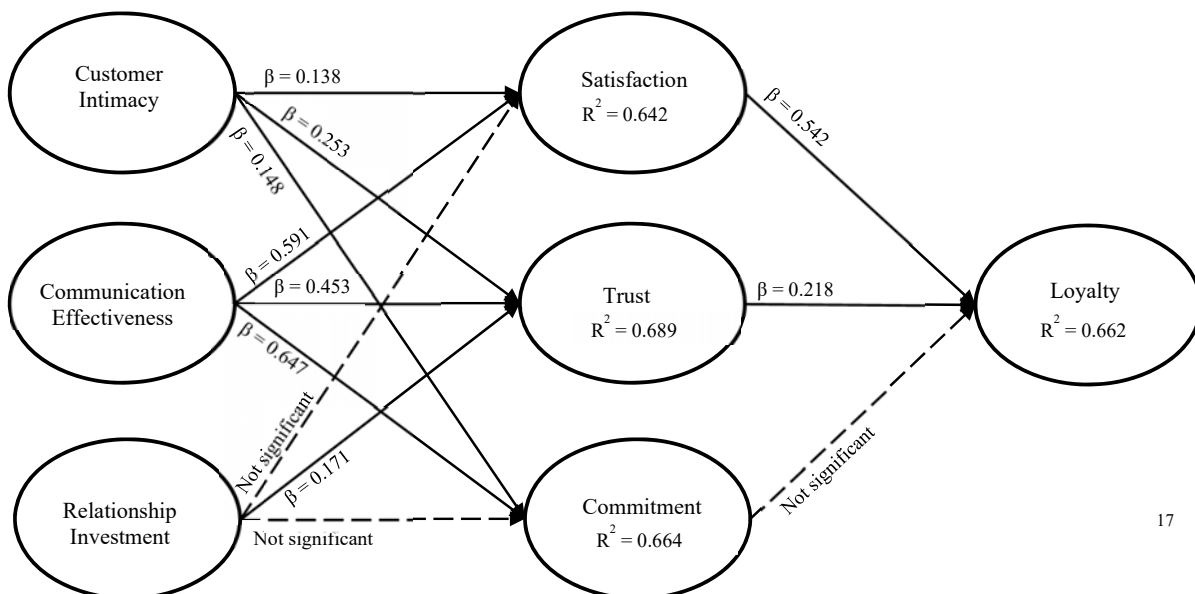 Customer
Intimacy
β = 0.138
β = 0.253
β = 0.148
Satisfaction
R² = 0.642
β = 0.542
Communication
Effectiveness
β = 0.591
β = 0.453
β = 0.647
Trust
R² = 0.689
β = 0.218
Loyalty
R² = 0.662
Relationship
Investment
Not significant
β = 0.171
Not significant
Commitment
R² = 0.664
Not significant
17